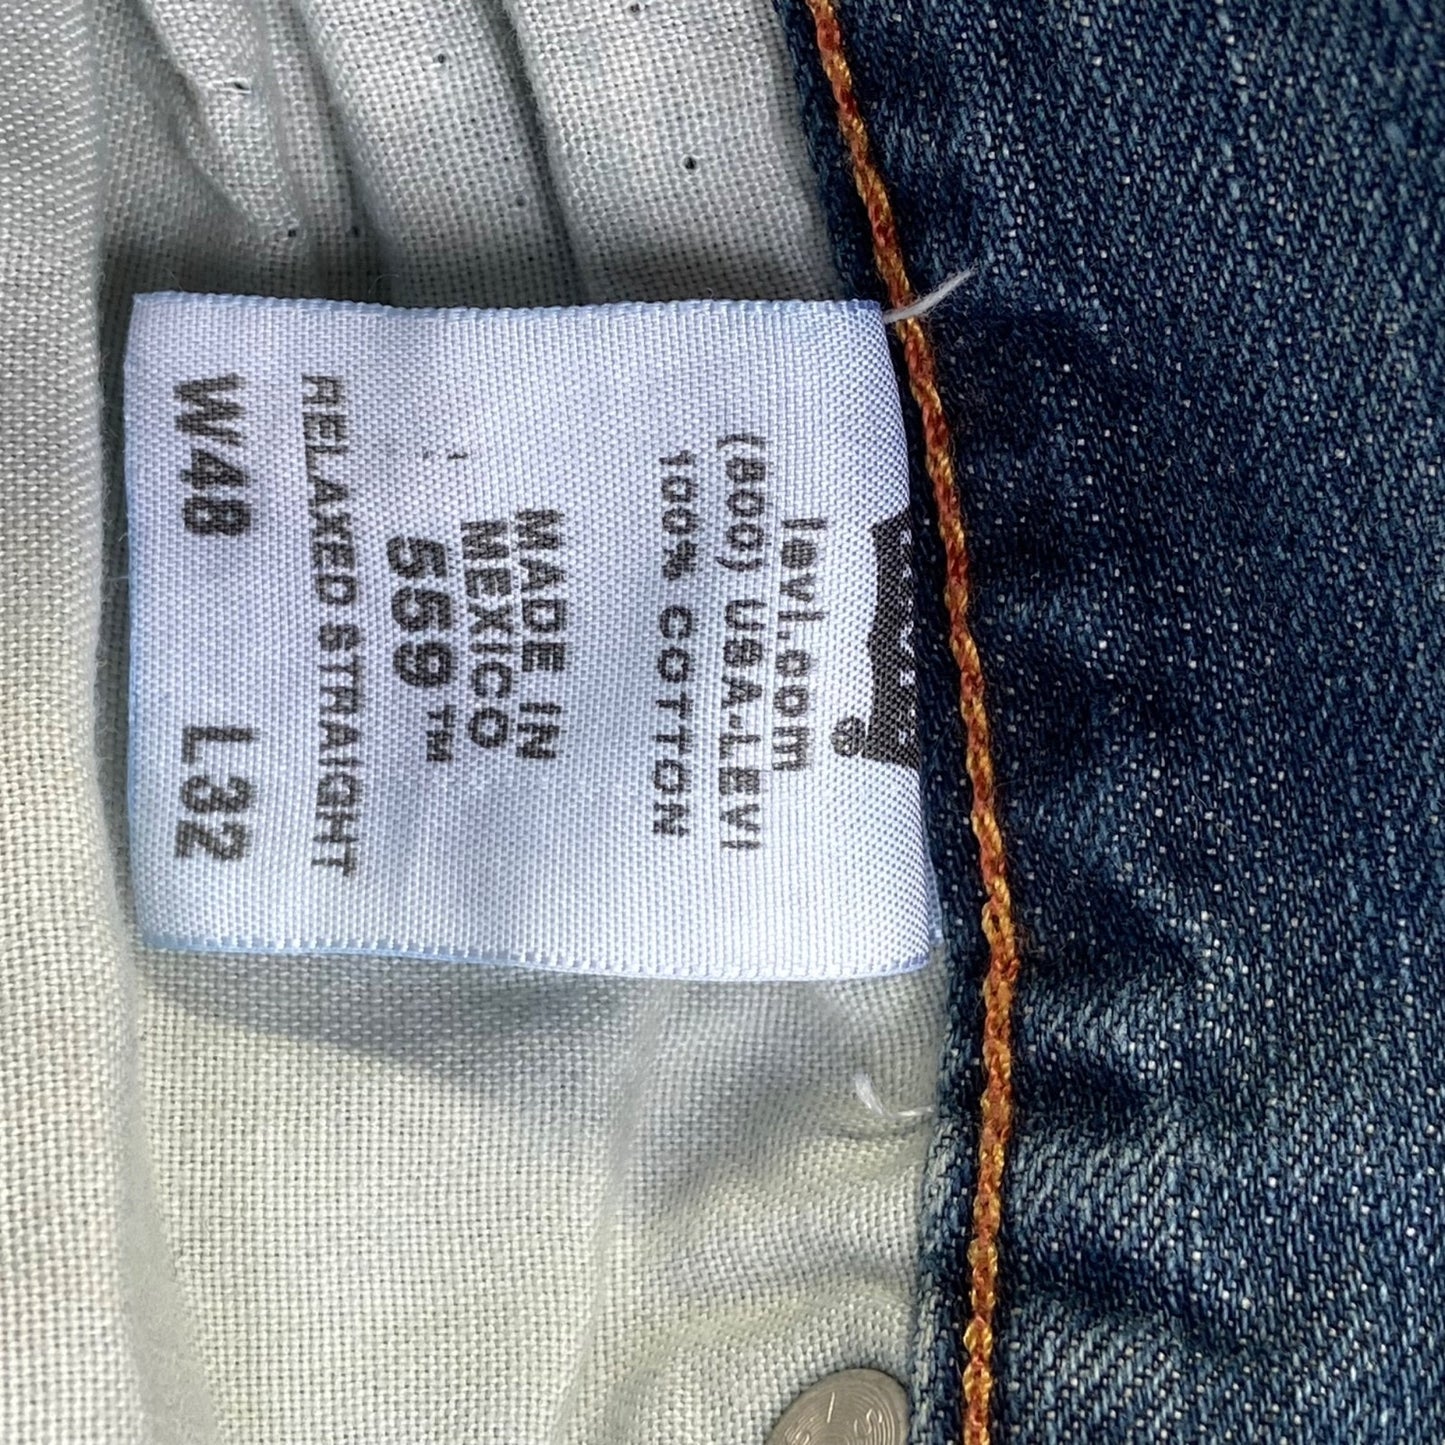 ®
levi.com
(800) USA-LEVI
100% COTTON
MADE IN
MEXICO
559™
RELAXED STRAIGHT
W48 L32